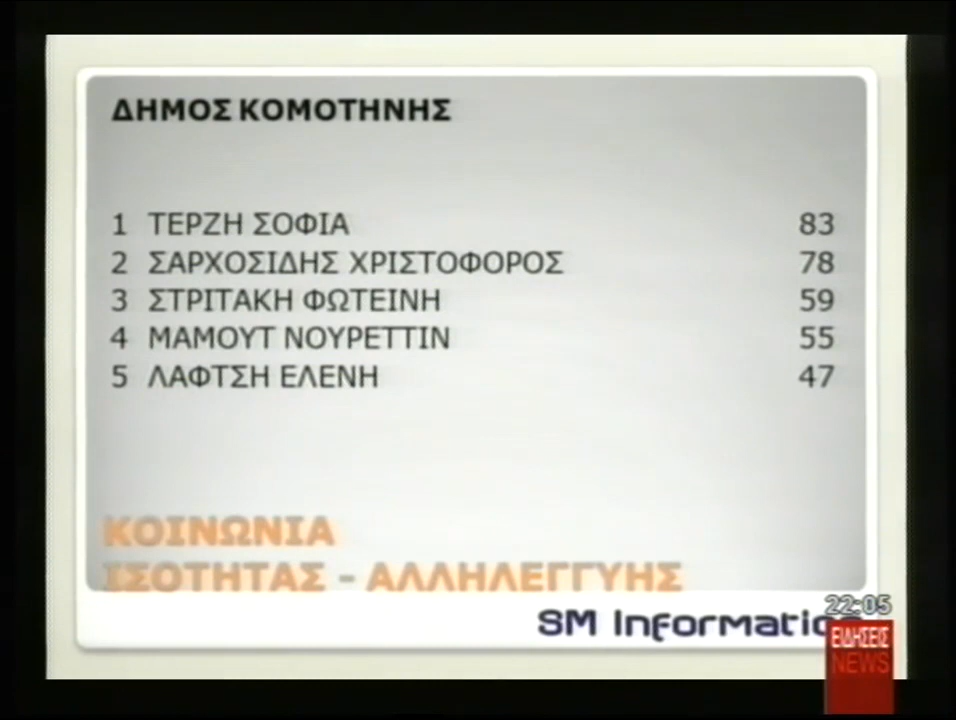 ΔΗΜΟΣ ΚΟΜΟΤΗΝΗΣ
1 ΤΕΡΖΗ ΣΟΦΙΑ 83
2 ΣΑΡΧΟΣΙΔΗΣ ΧΡΙΣΤΟΦΟΡΟΣ 78
3 ΣΤΡΙΤΑΚΗ ΦΩΤΕΙΝΗ 59
4 ΜΑΜΟΥΤ ΝΟΥΡΕΤΤΙΝ 55
5 ΛΑΦΤΣΗ ΕΛΕΝΗ 47
ΚΟΙΝΩΝΙΑ
ΙΣΟΤΗΤΑΣ - ΑΛΛΗΛΕΓΓΥΗΣ
22:05
SM
ΕΙΔΗΣΕΙΣ
NEWS